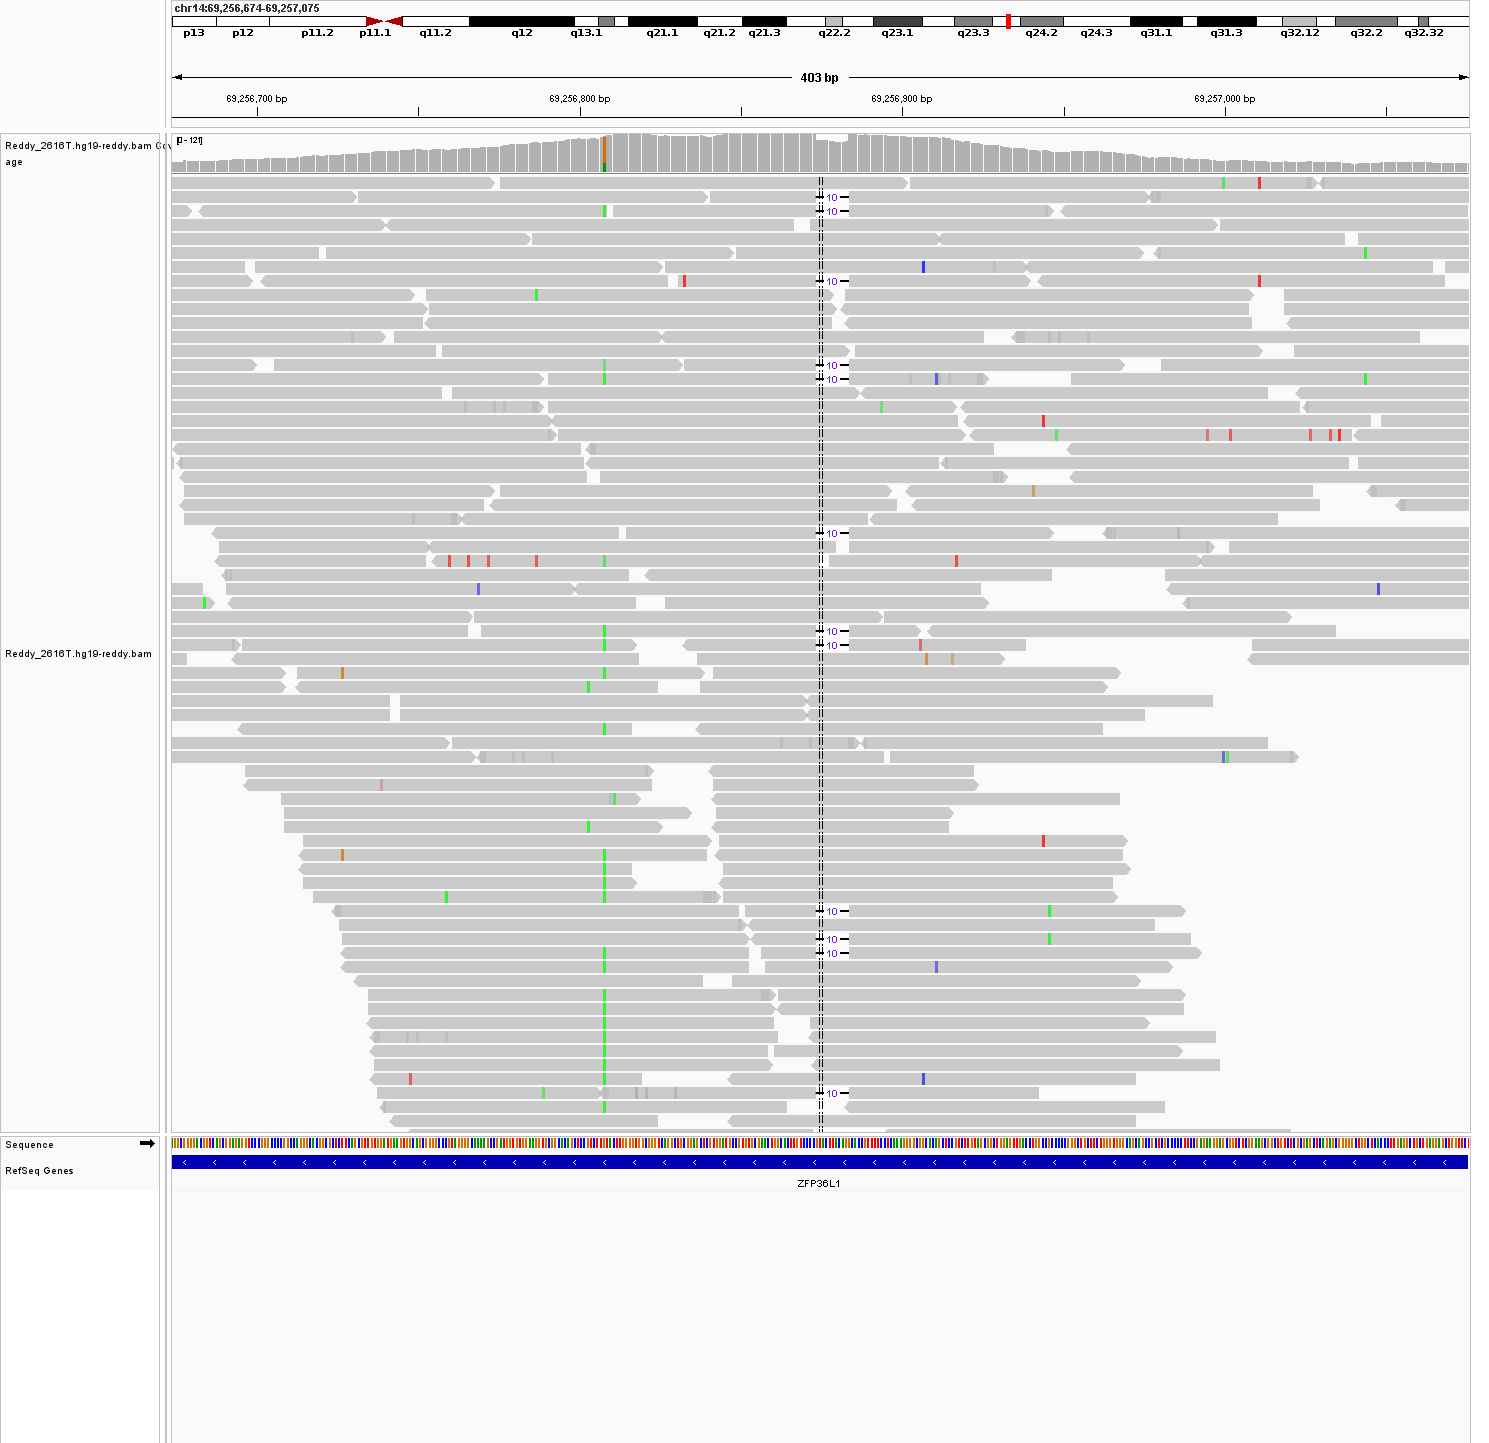 chr14:69,256,674-69,257,075
p13 p12 p11.2 p11.1 q11.2 q12 q13.1 q21.1 q21.2 q21.3 q22.2 q23.1 q23.3 q24.2 q24.3 q31.1 q31.3 q32.12 q32.2 q32.32
403 bp
69,256,700 bp 69,256,800 bp 69,256,900 bp 69,257,000 bp
Reddy_2616T.hg19-reddy.bam Cov
age
[0 - 121]
10
10
10
10
10
10
10
10
Reddy_2616T.hg19-reddy.bam
10
10
10
10
Sequence
RefSeq Genes
ZFP36L1